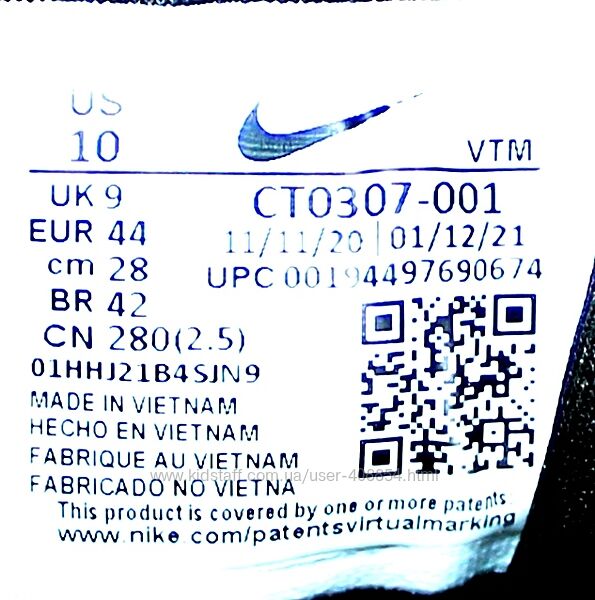 US
10
VTM
UK 9
CT0307-001
EUR 44
11/11/20 | 01/12/21
cm 28
UPC 00194497690674
BR 42
CN 280(2.5)
01HHJ21B4SJN9
MADE IN VIETNAM
HECHO EN VIETNAM
FABRIQUE AU VIETNAM
FABRICADO NO VIETNA
This product is covered by one or more patents
www.nike.com/patentsvirtualmarking